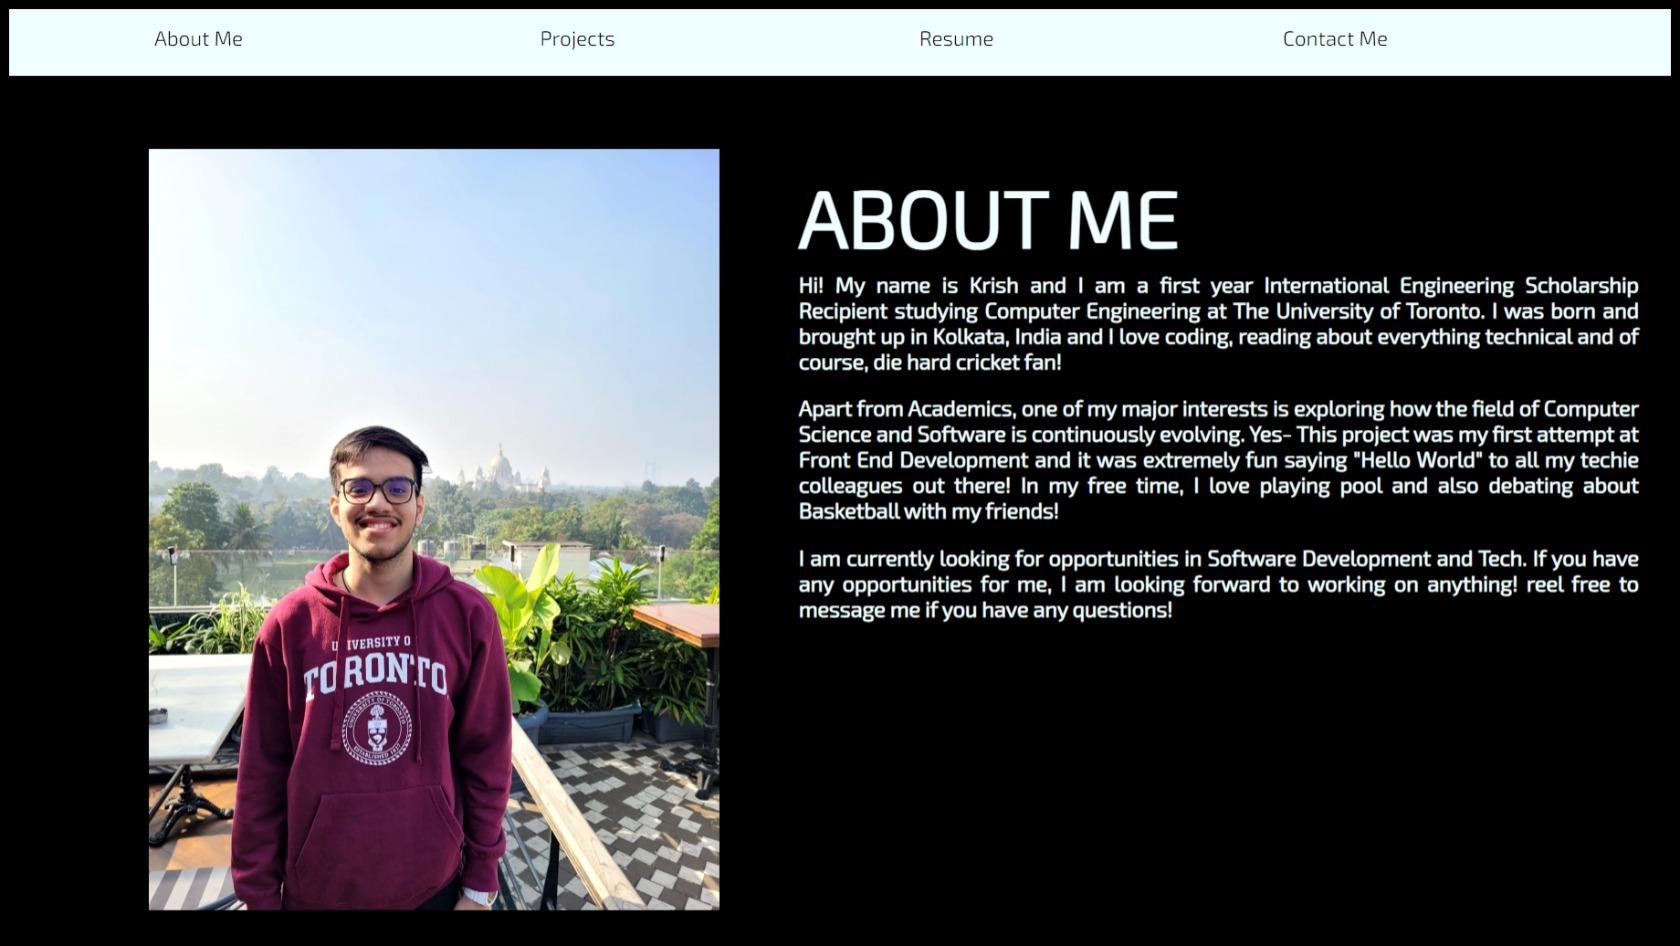 About Me
Projects
Resume
Contact Me
ABOUT ME
Hi! My name is Krish and I am a first year International Engineering Scholarship
Recipient studying Computer Engineering at The University of Toronto. I was born and
brought up in Kolkata, India and I love coding, reading about everything technical and of
course, die hard cricket fan!
Apart from Academics, one of my major interests is exploring how the field of Computer
Science and Software is continuously evolving. Yes- This project was my first attempt at
Front End Development and it was extremely fun saying "Hello World" to all my techie
colleagues out there! In my free time, I love playing pool and also debating about
Basketball with my friends!
I am currently looking for opportunities in Software Development and Tech. If you have
any opportunities for me, I am looking forward to working on anything! reel free to
message me if you have any questions!
UNIVERSITY O
TORONTO
UNIVERSITY OF TORONTO
ESTABLISHED 1827